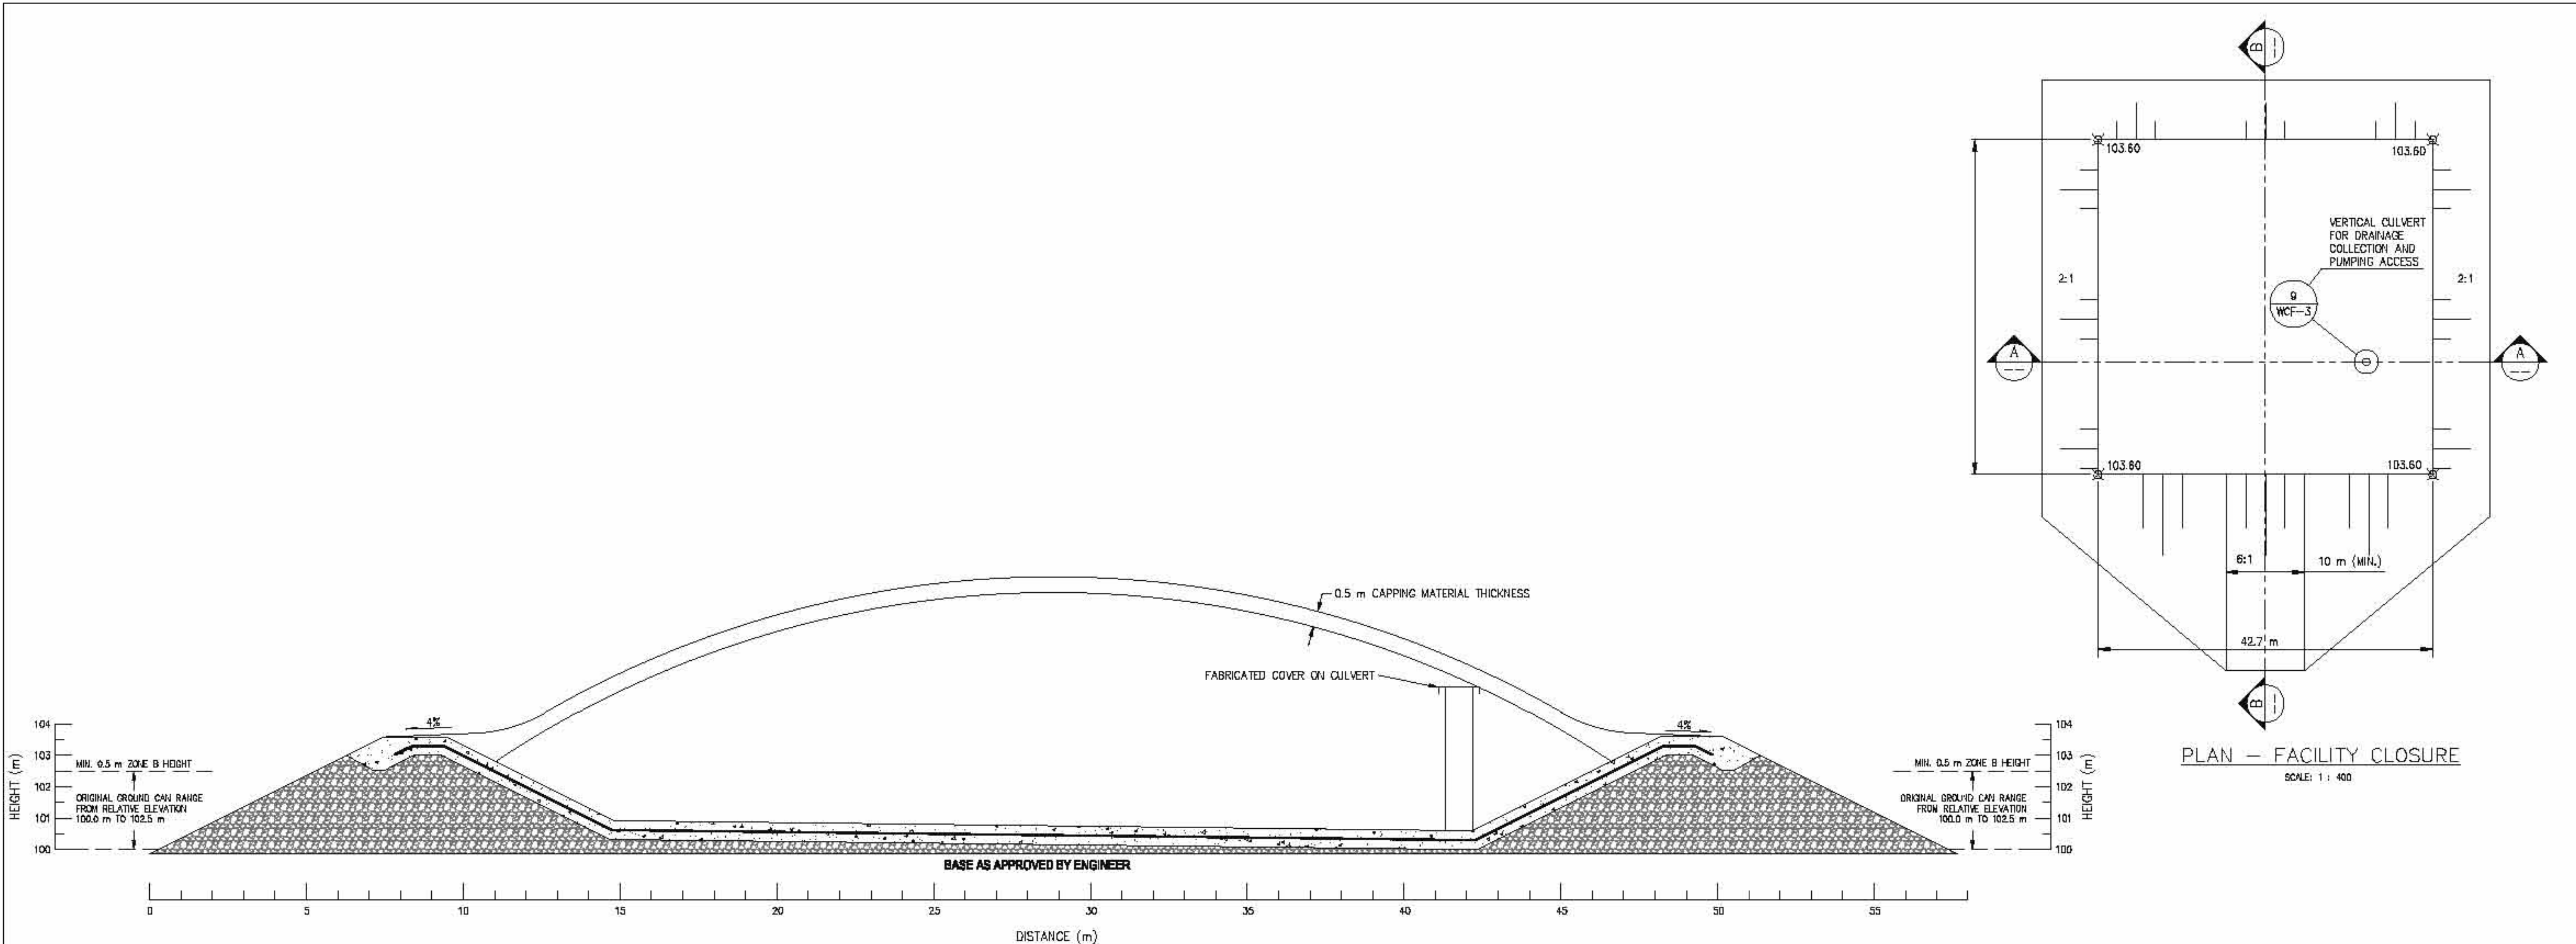 B
103.60
103.60
VERTICAL CULVERT
FOR DRAINAGE
COLLECTION AND
PUMPING ACCESS
2:1
2:1
9
WCF-3
A
A
103.60
103.60
6:1
10 m (MIN.)
42.7 m
B
PLAN - FACILITY CLOSURE
SCALE: 1 : 400
0.5 m CAPPING MATERIAL THICKNESS
FABRICATED COVER ON CULVERT
4%
4%
HEIGHT (m)
104
103
102
101
100
MIN. 0.5 m ZONE B HEIGHT
ORIGINAL GROUND CAN RANGE
FROM RELATIVE ELEVATION
100.0 m TO 102.5 m
MIN. 0.5 m ZONE B HEIGHT
ORIGINAL GROUND CAN RANGE
FROM RELATIVE ELEVATION
100.0 m TO 102.5 m
104
103
102
101
100
HEIGHT (m)
BASE AS APPROVED BY ENGINEER
0 5 10 15 20 25 30 35 40 45 50 55
DISTANCE (m)